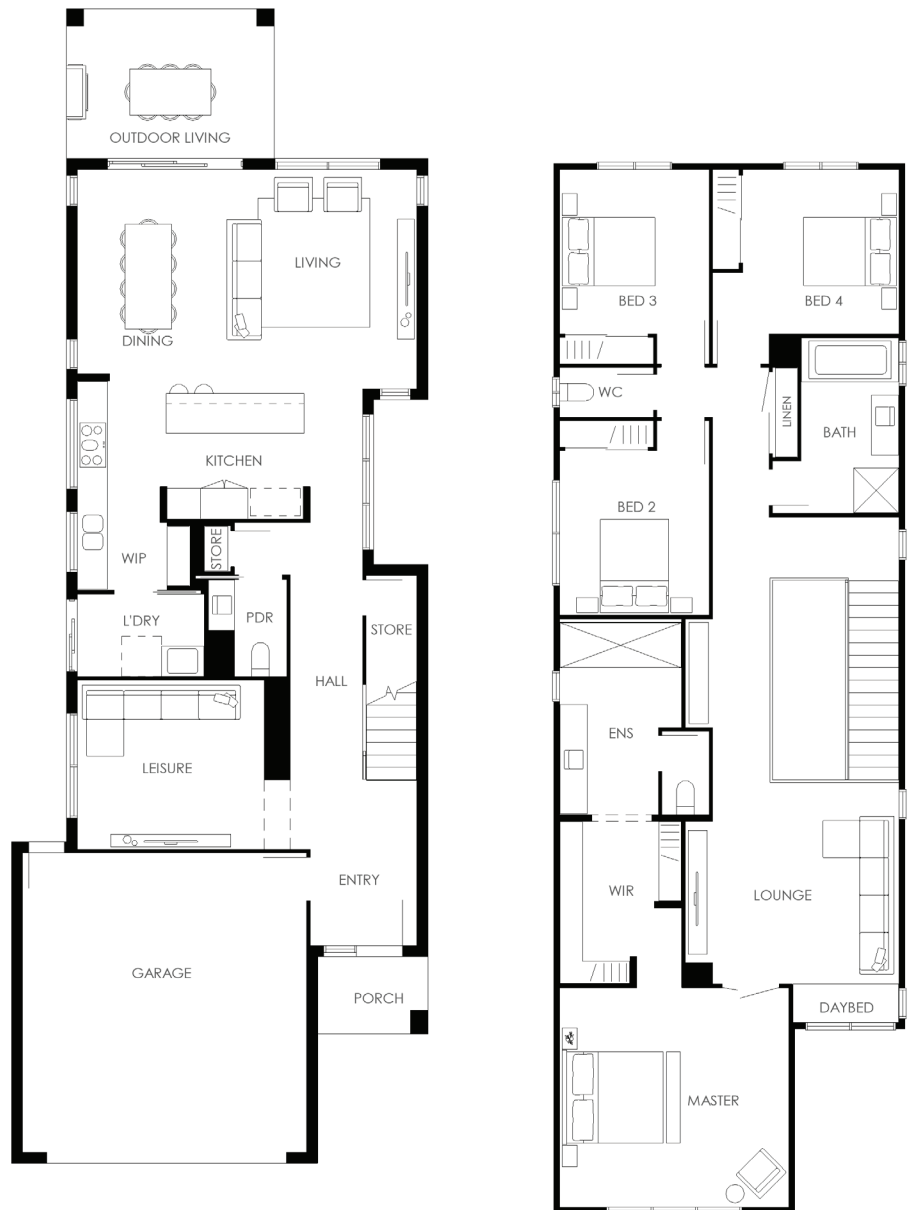 OUTDOOR LIVING
LIVING
DINING
KITCHEN
STORE
WIP
L'DRY
PDR
STORE
HALL
LEISURE
ENTRY
GARAGE
PORCH
BED 3
BED 4
WC
LINEN
BATH
BED 2
ENS
WIR
LOUNGE
DAYBED
MASTER